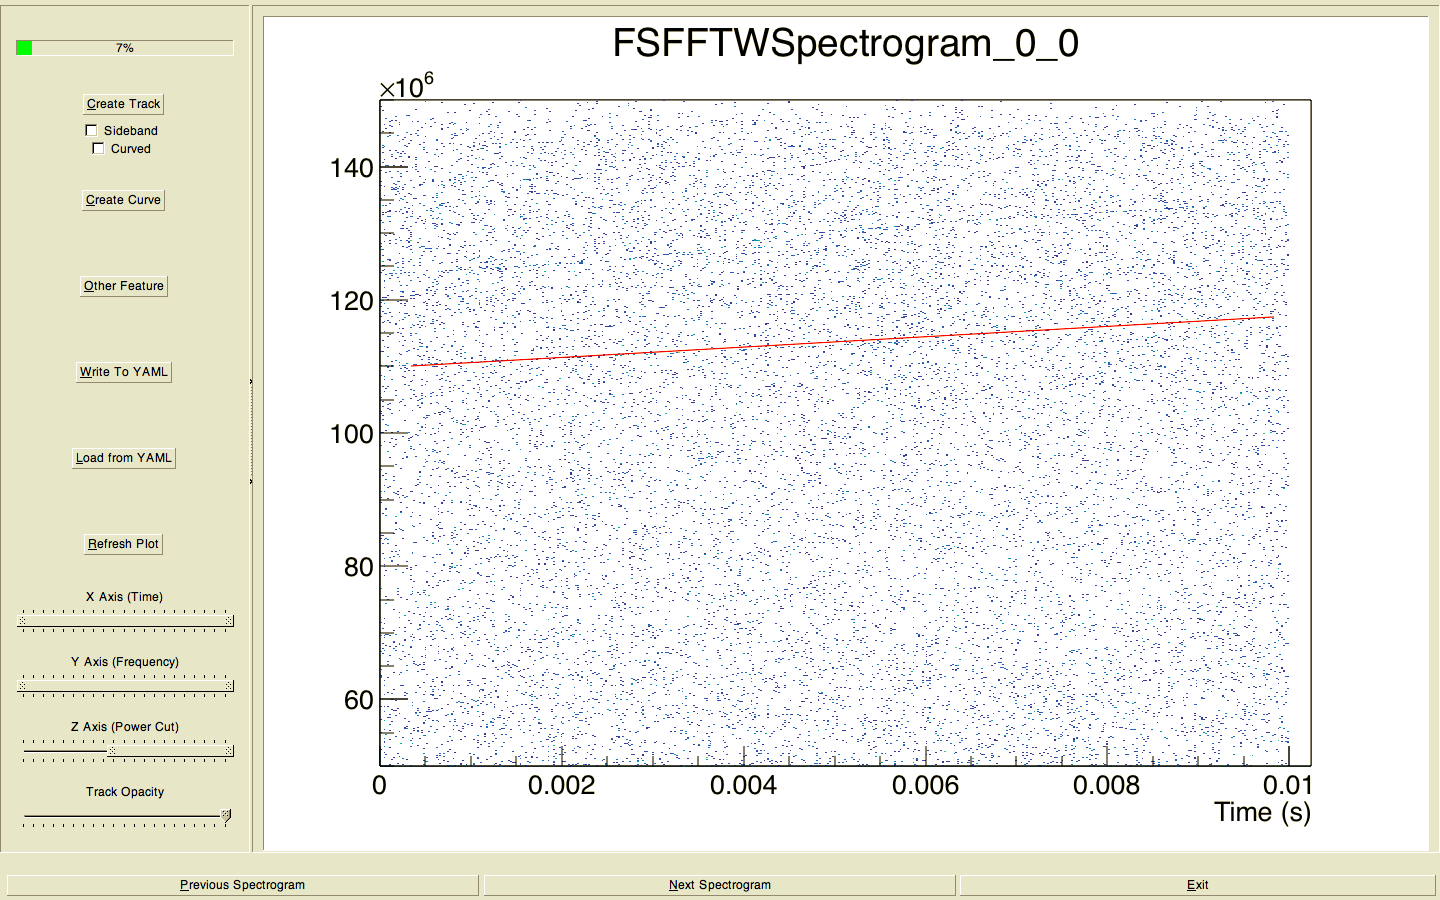 7%
Create Track
Sideband
Curved
Create Curve
Other Feature
Write To YAML
Load from YAML
Refresh Plot
X Axis (Time)
Y Axis (Frequency)
Z Axis (Power Cut)
Track Opacity
FSFFTWSpectrogram_0_0
×10⁶
140
120
100
80
60
0 0.002 0.004 0.006 0.008 0.01
Time (s)
Previous Spectrogram Next Spectrogram Exit